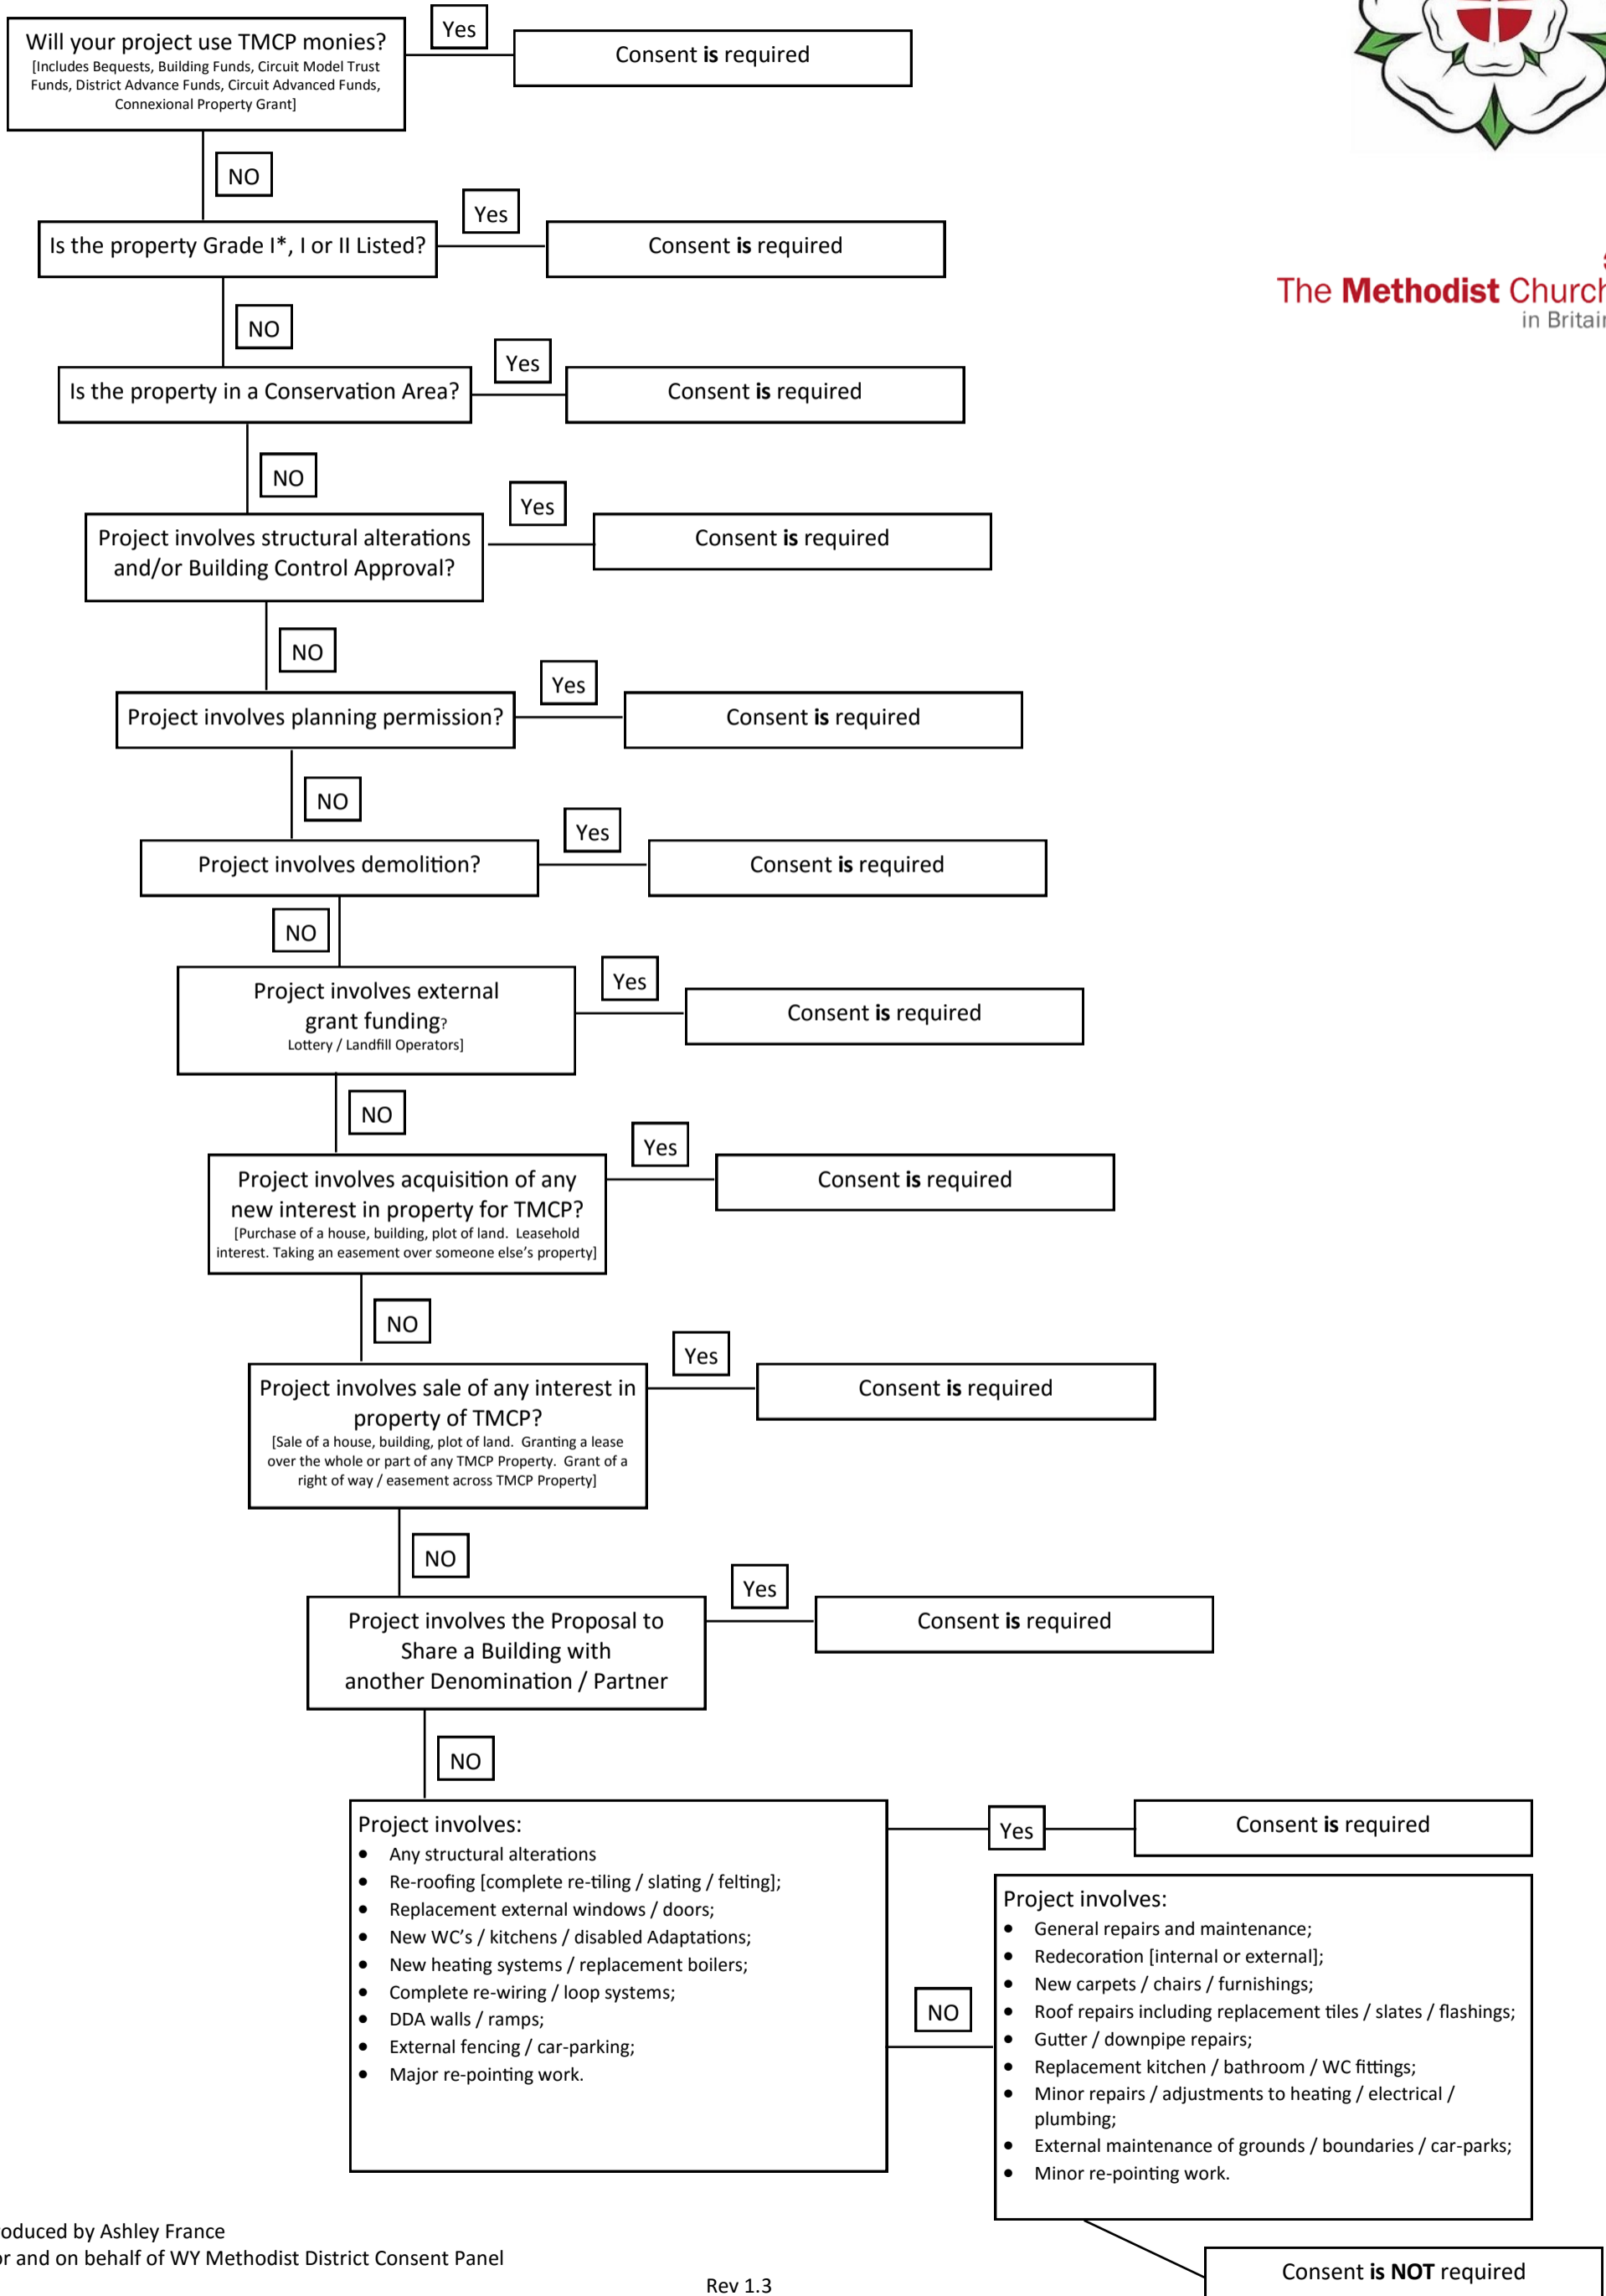 Will your project use TMCP monies?
[Includes Bequests, Building Funds, Circuit Model Trust
Funds, District Advance Funds, Circuit Advanced Funds,
Connexional Property Grant]
Yes
Consent is required
NO
Is the property Grade I*, I or II Listed?
Yes
Consent is required
The Methodist Church
in Britain
NO
Is the property in a Conservation Area?
Yes
Consent is required
NO
Project involves structural alterations
and/or Building Control Approval?
Yes
Consent is required
NO
Project involves planning permission?
Yes
Consent is required
NO
Project involves demolition?
Yes
Consent is required
NO
Project involves external
grant funding?
Lottery / Landfill Operators]
Yes
Consent is required
NO
Project involves acquisition of any
new interest in property for TMCP?
[Purchase of a house, building, plot of land.  Leasehold
interest. Taking an easement over someone else’s property]
Yes
Consent is required
NO
Project involves sale of any interest in
property of TMCP?
[Sale of a house, building, plot of land.  Granting a lease
over the whole or part of any TMCP Property.  Grant of a
right of way / easement across TMCP Property]
Yes
Consent is required
NO
Project involves the Proposal to
Share a Building with
another Denomination / Partner
Yes
Consent is required
NO
Project involves:
• Any structural alterations
• Re-roofing [complete re-tiling / slating / felting];
• Replacement external windows / doors;
• New WC’s / kitchens / disabled Adaptations;
• New heating systems / replacement boilers;
• Complete re-wiring / loop systems;
• DDA walls / ramps;
• External fencing / car-parking;
• Major re-pointing work.
Yes
Consent is required
NO
Project involves:
• General repairs and maintenance;
• Redecoration [internal or external];
• New carpets / chairs / furnishings;
• Roof repairs including replacement tiles / slates / flashings;
• Gutter / downpipe repairs;
• Replacement kitchen / bathroom / WC fittings;
• Minor repairs / adjustments to heating / electrical /
plumbing;
• External maintenance of grounds / boundaries / car-parks;
• Minor re-pointing work.
Consent is NOT required
oduced by Ashley France
or and on behalf of WY Methodist District Consent Panel
Rev 1.3